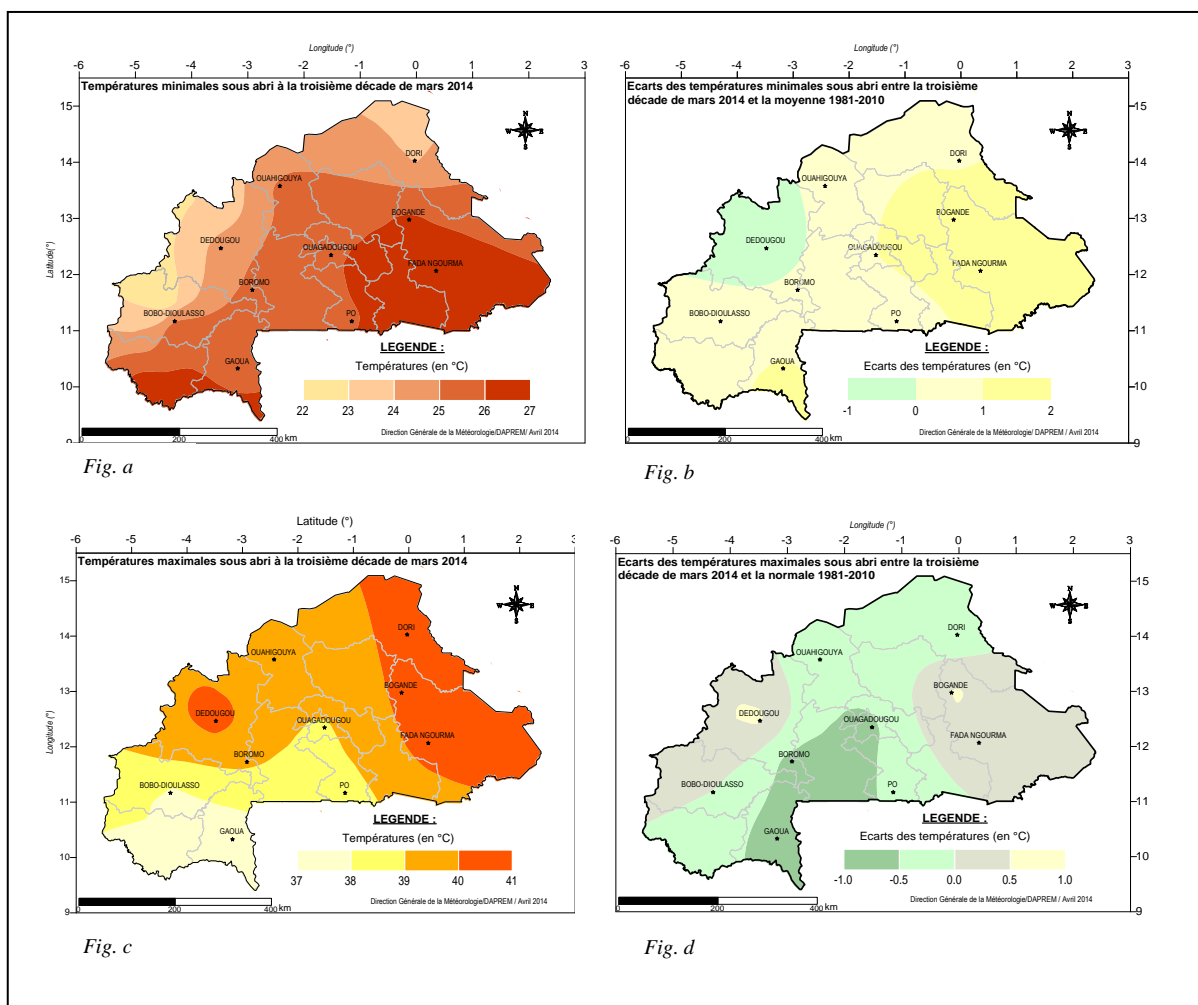 Longitude (°)
-6 -5 -4 -3 -2 -1 0 1 2 3
Températures minimales sous abri à la troisième décade de mars 2014
15
14
13
12
11
10
9
Latitude(°)
N
W E
S
DORI
OUAHIGOUYA
BOGANDE
DEDOUGOU
OUAGADOUGOU
FADA NGOURMA
BOROMO
BOBO-DIOULASSO
PO
GAOUA
LEGENDE :
Températures (en °C)
22 23 24 25 26 27
0 200 400 km
Direction Générale de la Météorologie/DAPREM / Avril 2014
Fig. a
Longitude (°)
-6 -5 -4 -3 -2 -1 0 1 2 3
Ecarts des températures minimales sous abri entre la troisième
décade de mars 2014 et la moyenne 1981-2010
15
14
13
12
11
10
9
N
W E
S
DORI
OUAHIGOUYA
BOGANDE
DEDOUGOU
OUAGADOUGOU
FADA NGOURMA
BOROMO
BOBO-DIOULASSO
PO
GAOUA
LEGENDE :
Ecarts des températures (en °C)
-1 0 1 2
0 200 400 km
Direction Générale de la Météorologie/ DAPREM / Avril 2014
Fig. b
Latitude (°)
-6 -5 -4 -3 -2 -1 0 1 2
Températures maximales sous abri à la troisième décade de mars 2014
15
14
13
12
11
10
9
Longitude (°)
N
W E
S
DORI
OUAHIGOUYA
BOGANDE
DEDOUGOU
OUAGADOUGOU
FADA NGOURMA
BOROMO
BOBO-DIOULASSO
PO
GAOUA
LEGENDE :
Températures (en °C)
37 38 39 40 41
0 200 400 km
Direction Générale de la Météorologie/DAPREM / Avril 2014
Fig. c
Longitude (°)
-6 -5 -4 -3 -2 -1 0 1 2 3
Ecarts des températures maximales sous abri entre la troisième
décade de mars 2014 et la normale 1981-2010
15
14
13
12
11
10
9
N
W E
S
DORI
OUAHIGOUYA
BOGANDE
DEDOUGOU
OUAGADOUGOU
FADA NGOURMA
BOROMO
BOBO-DIOULASSO
PO
GAOUA
LEGENDE :
Ecarts des températures (en °C)
-1.0 -0.5 0.0 0.5 1.0
0 200 400 km
Direction Générale de la Météorologie/DAPREM / Avril 2014
Fig. d